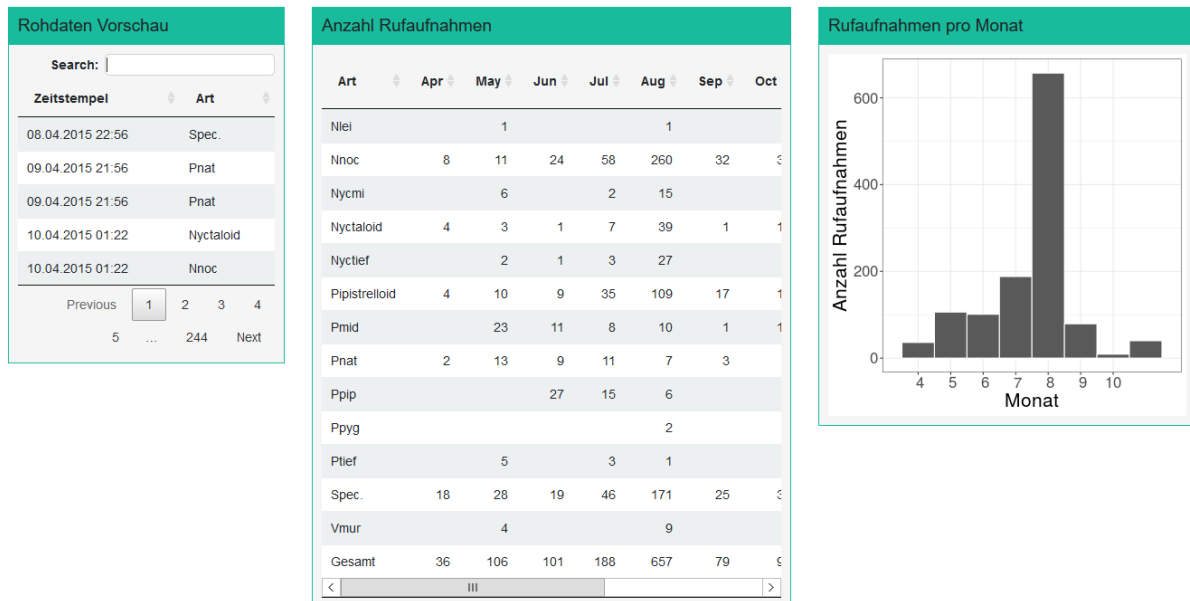 Rohdaten Vorschau
Search:
Zeitstempel Art
08.04.2015 22:56 Spec.
09.04.2015 21:56 Pnat
09.04.2015 21:56 Pnat
10.04.2015 01:22 Nyctaloid
10.04.2015 01:22 Nnoc
Previous 1 2 3 4
5 … 244 Next
Anzahl Rufaufnahmen
Art Apr May Jun Jul Aug Sep Oct
Nlei 1 1
Nnoc 8 11 24 58 260 32
Nycmi 6 2 15
Nyctaloid 4 3 1 7 39 1
Nyctief 2 1 3 27
Pipistrelloid 4 10 9 35 109 17
Pmid 23 11 8 10 1
Pnat 2 13 9 11 7 3
Ppip 27 15 6
Ppyg 2
Ptief 5 3 1
Spec. 18 28 19 46 171 25
Vmur 4 9
Gesamt 36 106 101 188 657 79
Rufaufnahmen pro Monat
Anzahl Rufaufnahmen
600
400
200
0
4 5 6 7 8 9 10
Monat